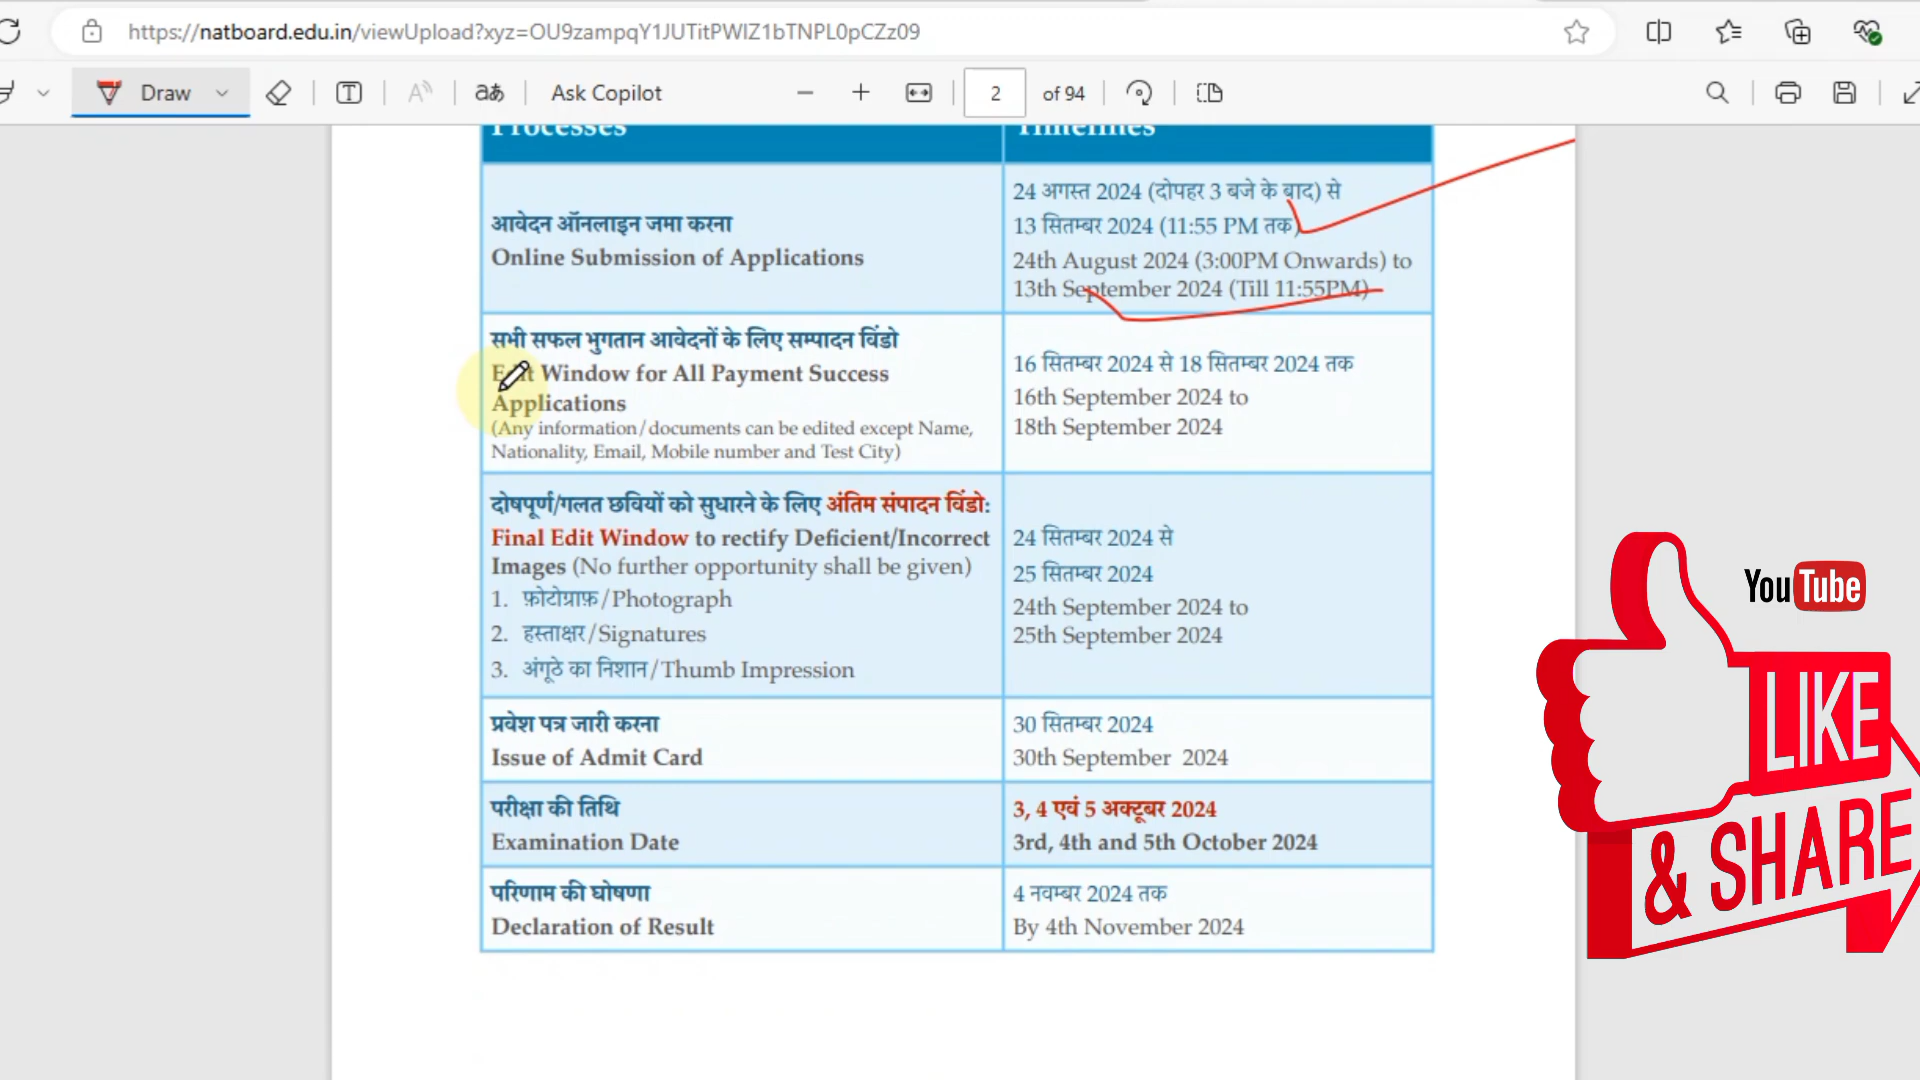 https://natboard.edu.in/viewUpload?xyz=OU9zampqY1JUTitPWlZ1bTNPL0pCZz09
Draw
aあ
Ask Copilot
2 of 94
Processes
Timelines
आवेदन ऑनलाइन जमा करना
Online Submission of Applications
24 अगस्त 2024 (दोपहर 3 बजे के बाद) से
13 सितम्बर 2024 (11:55 PM तक)
24th August 2024 (3:00PM Onwards) to
13th September 2024 (Till 11:55PM)
सभी सफल भुगतान आवेदनों के लिए सम्पादन विंडो
Edit Window for All Payment Success
Applications
(Any information/documents can be edited except Name,
Nationality, Email, Mobile number and Test City)
16 सितम्बर 2024 से 18 सितम्बर 2024 तक
16th September 2024 to
18th September 2024
दोषपूर्ण/गलत छवियों को सुधारने के लिए अंतिम संपादन विंडो:
Final Edit Window to rectify Deficient/Incorrect
Images (No further opportunity shall be given)
1. फ़ोटोग्राफ़/Photograph
2. हस्ताक्षर/Signatures
3. अंगूठे का निशान/Thumb Impression
24 सितम्बर 2024 से
25 सितम्बर 2024
24th September 2024 to
25th September 2024
प्रवेश पत्र जारी करना
Issue of Admit Card
30 सितम्बर 2024
30th September 2024
परीक्षा की तिथि
Examination Date
3, 4 एवं 5 अक्टूबर 2024
3rd, 4th and 5th October 2024
परिणाम की घोषणा
Declaration of Result
4 नवम्बर 2024 तक
By 4th November 2024
YouTube
LIKE
& SHARE